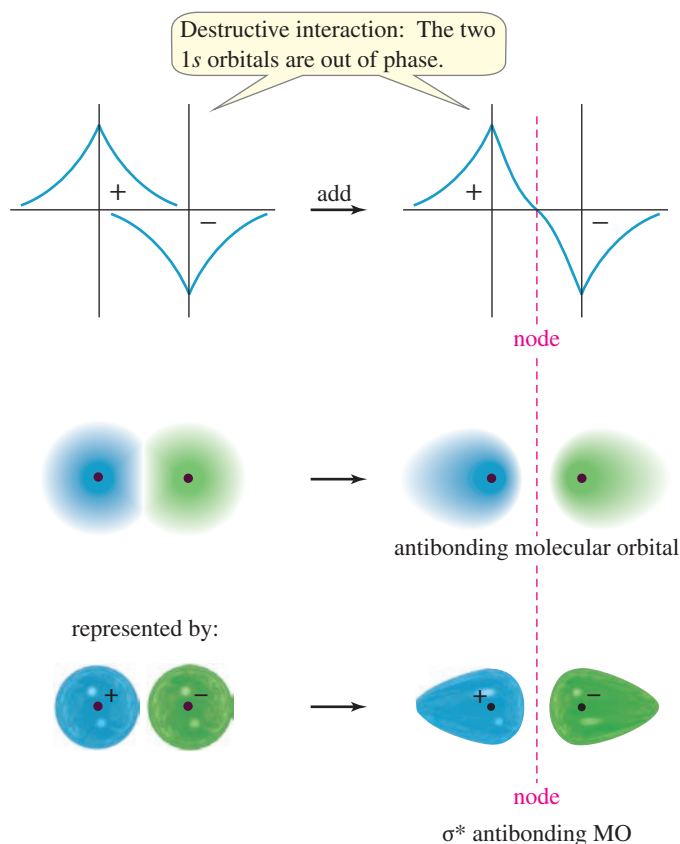 Destructive interaction: The two
1s orbitals are out of phase.
+
−
add
+
−
node
antibonding molecular orbital
represented by:
+
−
+
−
node
σ* antibonding MO